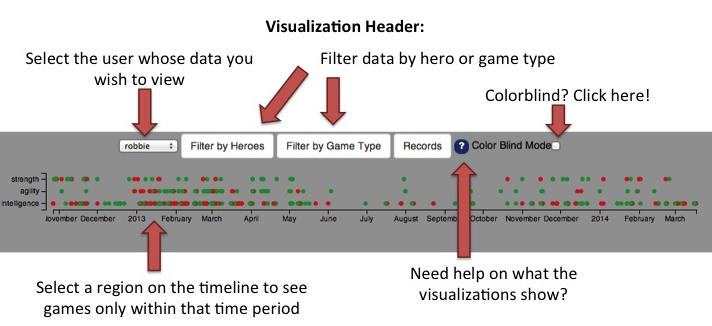 Visualization Header:
Select the user whose data you
wish to view
Filter data by hero or game type
Colorblind? Click here!
robbie
Filter by Heroes
Filter by Game Type
Records
?
Color Blind Mode
strength
agility
intelligence
November December 2013 February March April May June July August September October November December 2014 February March
Select a region on the timeline to see
games only within that time period
Need help on what the
visualizations show?